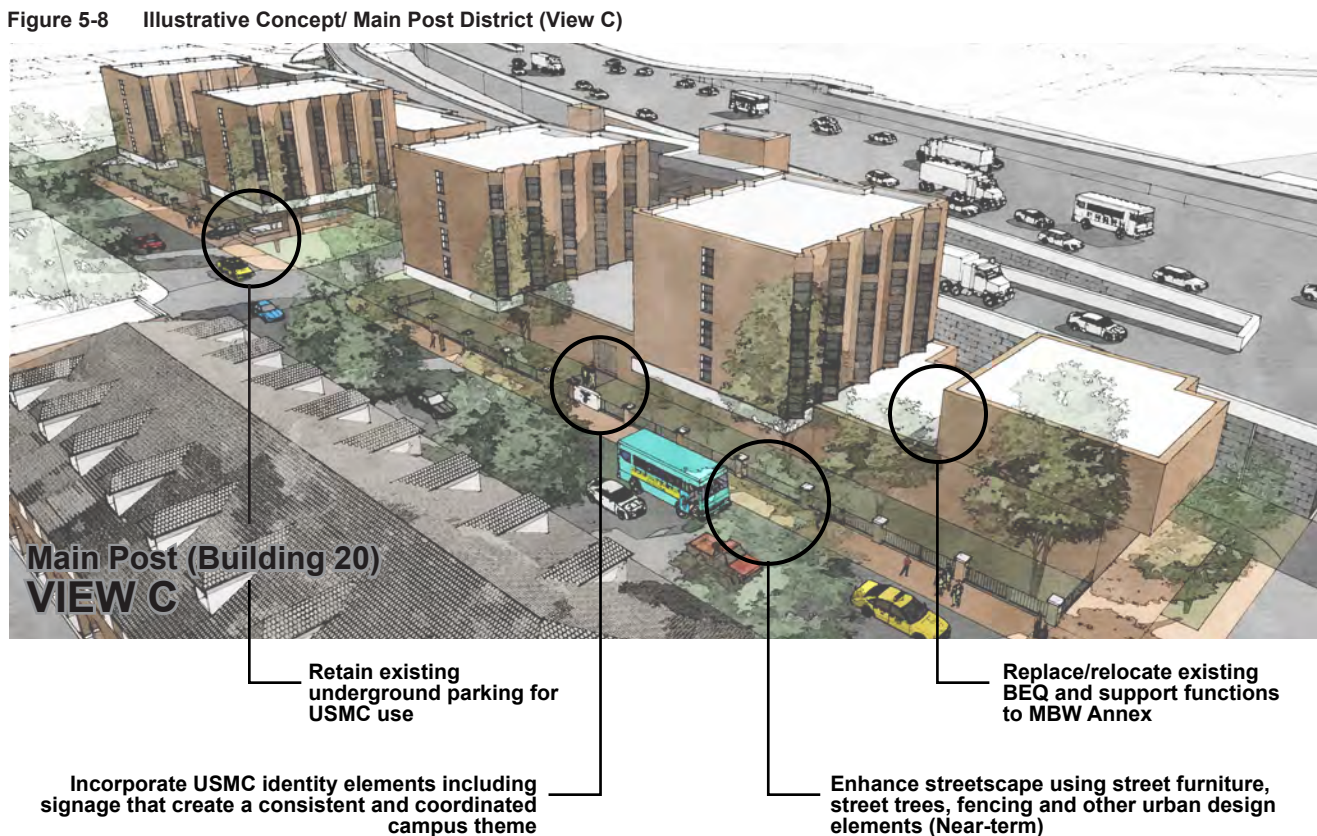 Figure 5-8 Illustrative Concept/ Main Post District (View C)
Main Post (Building 20)
VIEW C
Retain existing
underground parking for
USMC use
Replace/relocate existing
BEQ and support functions
to MBW Annex
Incorporate USMC identity elements including
signage that create a consistent and coordinated
campus theme
Enhance streetscape using street furniture,
street trees, fencing and other urban design
elements (Near-term)